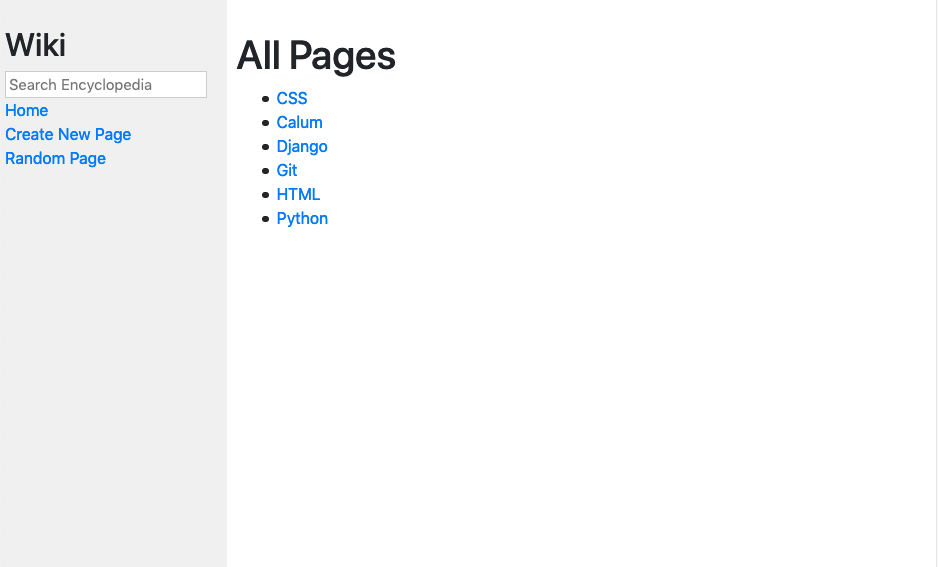 Wiki
Search Encyclopedia
Home
Create New Page
Random Page
All Pages
CSS
Calum
Django
Git
HTML
Python